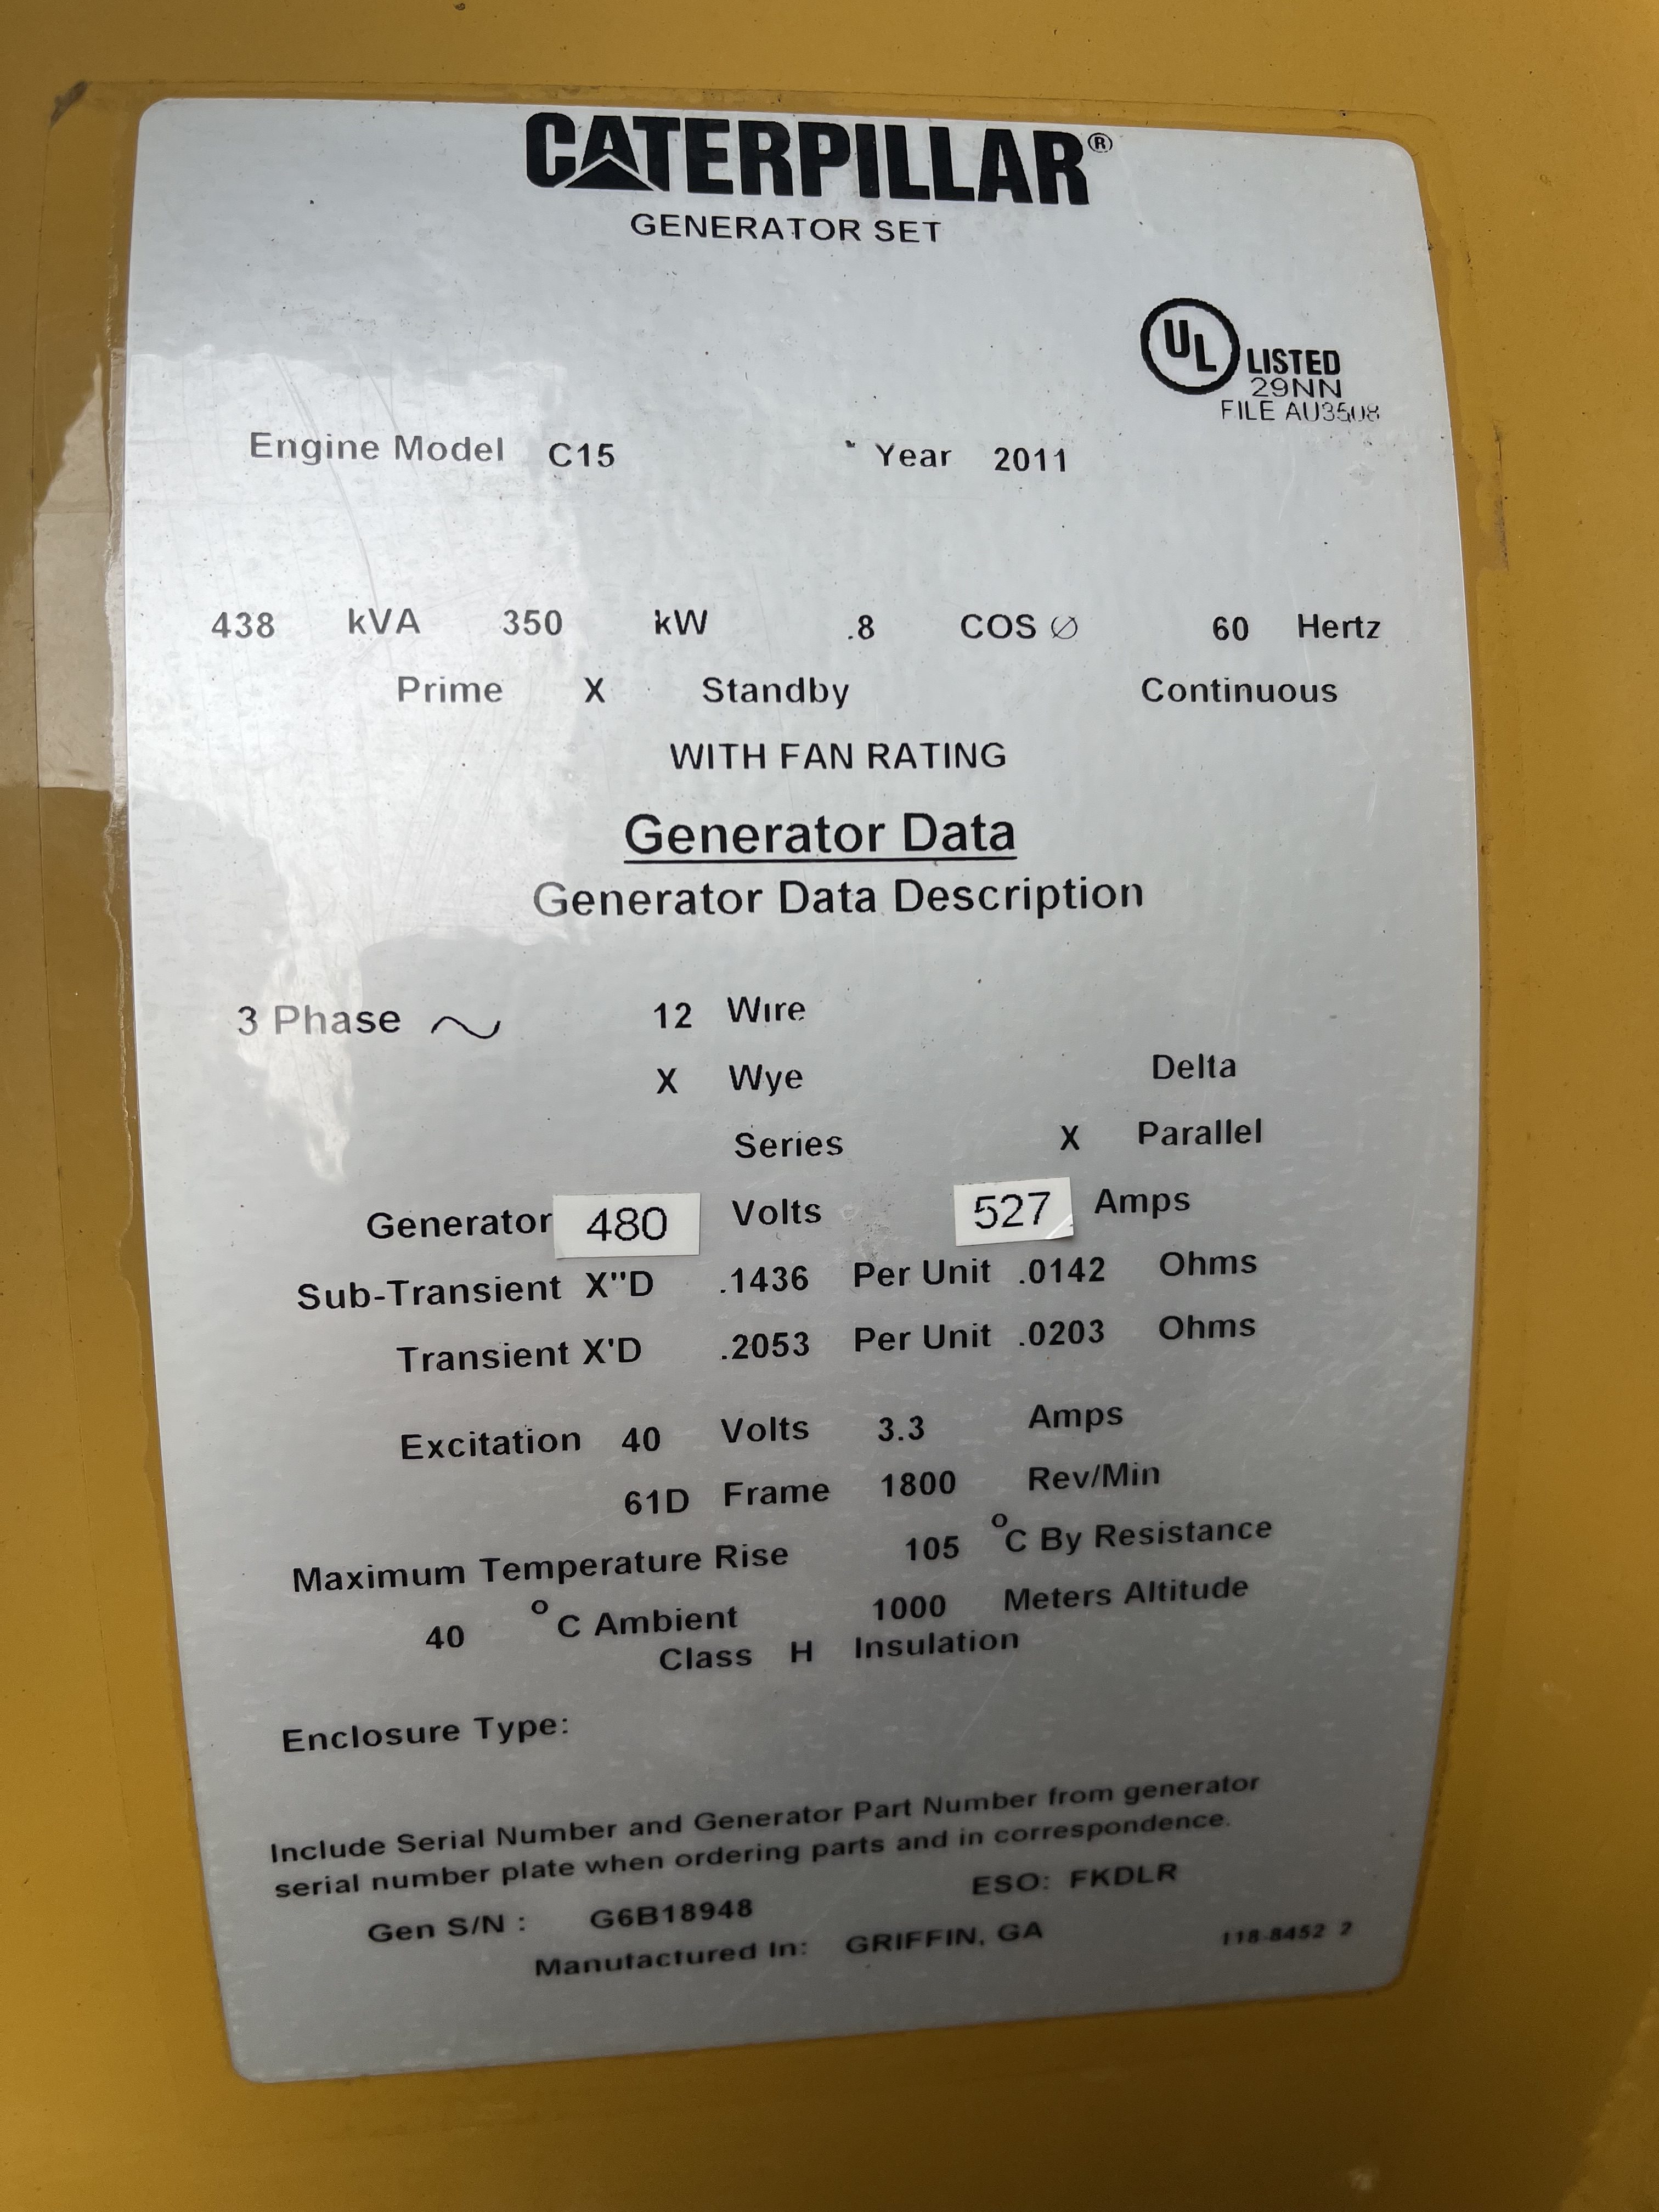 CATERPILLAR®
GENERATOR SET
UL LISTED
29NN
FILE AU3508
Engine Model C15 Year 2011
438 kVA 350 kW .8 COS ∅ 60 Hertz
Prime X Standby Continuous
WITH FAN RATING
Generator Data
Generator Data Description
3 Phase ~ 12 Wire
X Wye Delta
Series X Parallel
Generator 480 Volts 527 Amps
Sub-Transient X"D .1436 Per Unit .0142 Ohms
Transient X'D .2053 Per Unit .0203 Ohms
Excitation 40 Volts 3.3 Amps
61D Frame 1800 Rev/Min
Maximum Temperature Rise 105 °C By Resistance
40 °C Ambient 1000 Meters Altitude
Class H Insulation
Enclosure Type:
Include Serial Number and Generator Part Number from generator
serial number plate when ordering parts and in correspondence.
Gen S/N : G6B18948 ESO: FKDLR
Manufactured In: GRIFFIN, GA 118-8452 2